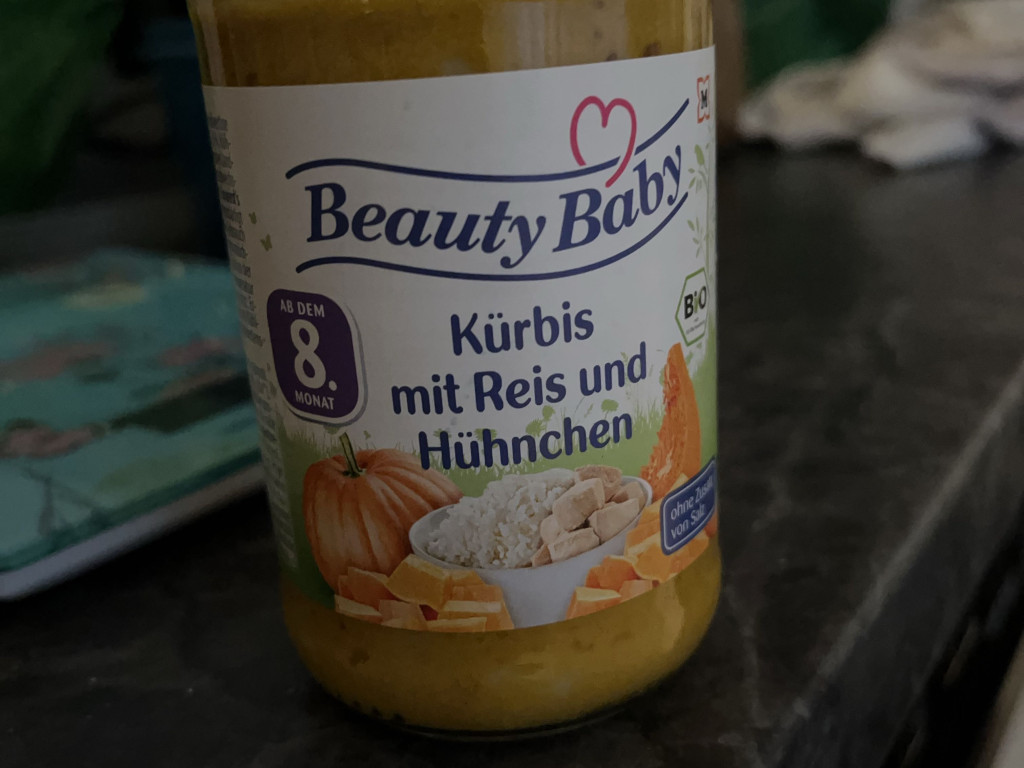 M
Beauty Baby
BIO
AB DEM
8.
MONAT
Kürbis
mit Reis und
Hühnchen
ohne Zusatz
von Salz